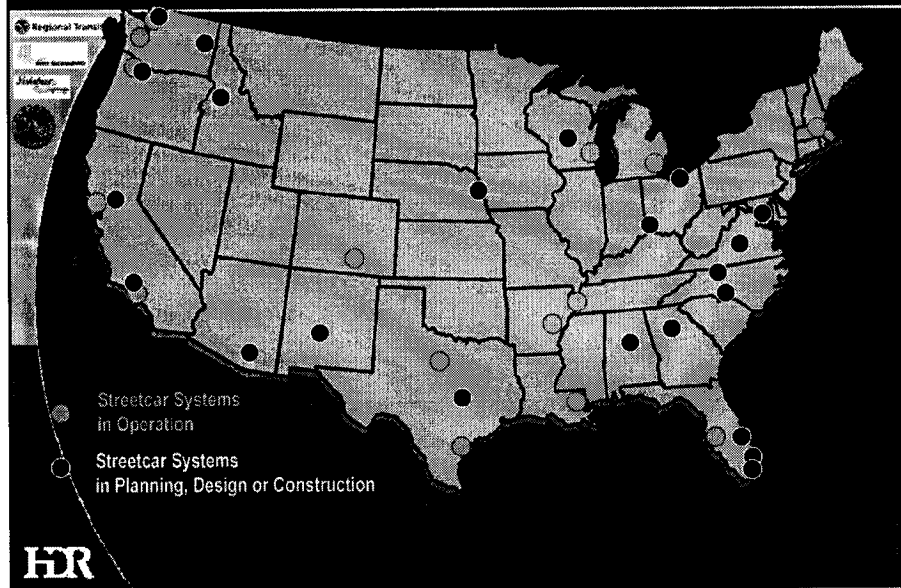 Regional Transit
Streetcar Systems
in Operation
Streetcar Systems
in Planning, Design or Construction
HDR